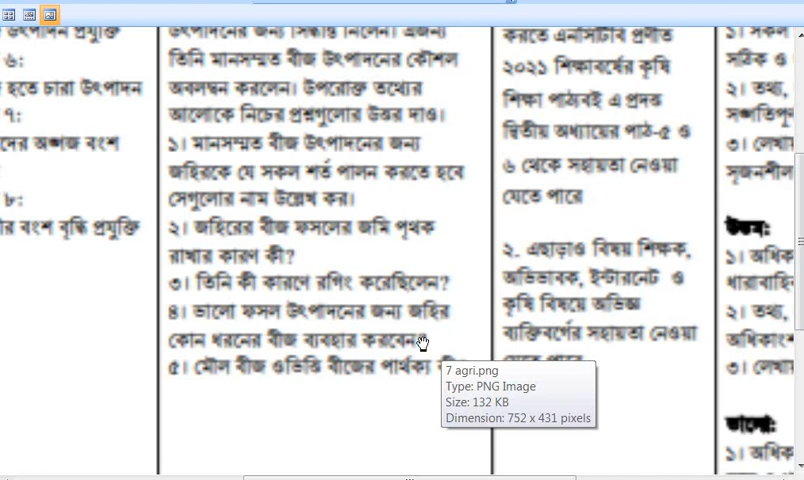 উৎপাদন প্রযুক্তি
৬:
হতে চারা উৎপাদন
৭:
দের অঙ্গজ বংশ
৮:
র বংশ বৃদ্ধি প্রযুক্তি
উৎপাদনের জন্য সিদ্ধান্ত নিলেন। এজন্য
তিনি মানসম্মত বীজ উৎপাদনের কৌশল
অবলম্বন করলেন। উপরোক্ত তথ্যের
আলোকে নিচের প্রশ্নগুলোর উত্তর দাও।
১। মানসম্মত বীজ উৎপাদনের জন্য
জহিরকে যে সকল শর্ত পালন করতে হবে
সেগুলোর নাম উল্লেখ কর।
২। জহিরের বীজ ফসলের জমি পৃথক
রাখার কারণ কী?
৩। তিনি কী কারণে রগিং করেছিলেন?
৪। ভালো ফসল উৎপাদনের জন্য জহির
কোন ধরনের বীজ ব্যবহার করবেন
৫। মৌল বীজ ওভিত্তি বীজের পার্থক্য
করতে এনসিটিবি প্রণীত
২০২১ শিক্ষাবর্ষের কৃষি
শিক্ষা পাঠ্যবই এ প্রদত্ত
দ্বিতীয় অধ্যায়ের পাঠ-৫ ও
৬ থেকে সহায়তা নেওয়া
যেতে পারে
২. এছাড়াও বিষয় শিক্ষক,
অভিভাবক, ইন্টারনেট ও
কৃষি বিষয়ে অভিজ্ঞ
ব্যক্তিবর্গের সহায়তা নেওয়া
যেতে পারে
১। সকল
সঠিক ও
২। তথ্য,
সঙ্গতিপূ
৩। লেখা
সৃজনশীল
উত্তম:
১। অধিক
ধারাবাহি
২। তথ্য,
অধিকাংশ
৩। লেখা
ভালো:
১। অধিক
7 agri.png
Type: PNG Image
Size: 132 KB
Dimension: 752 x 431 pixels